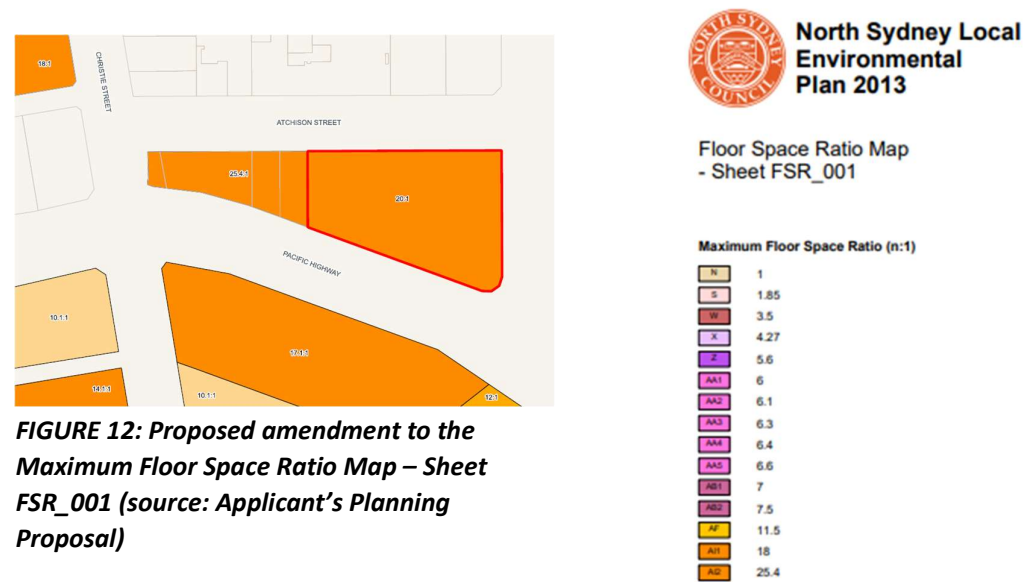 18:1
CHRISTIE STREET
ATCHISON STREET
25.4:1
20:1
PACIFIC HIGHWAY
10.1:1
17.1:1
14.1:1
10.1:1
12:1
FIGURE 12: Proposed amendment to the
Maximum Floor Space Ratio Map – Sheet
FSR_001 (source: Applicant's Planning
Proposal)
NORTH SYDNEY
COUNCIL
North Sydney Local
Environmental
Plan 2013
Floor Space Ratio Map
- Sheet FSR_001
Maximum Floor Space Ratio (n:1)
N 1
S 1.85
W 3.5
X 4.27
Z 5.6
AA1 6
AA2 6.1
AA3 6.3
AA4 6.4
AA5 6.6
AB1 7
AB2 7.5
AF 11.5
AI1 18
AI2 25.4